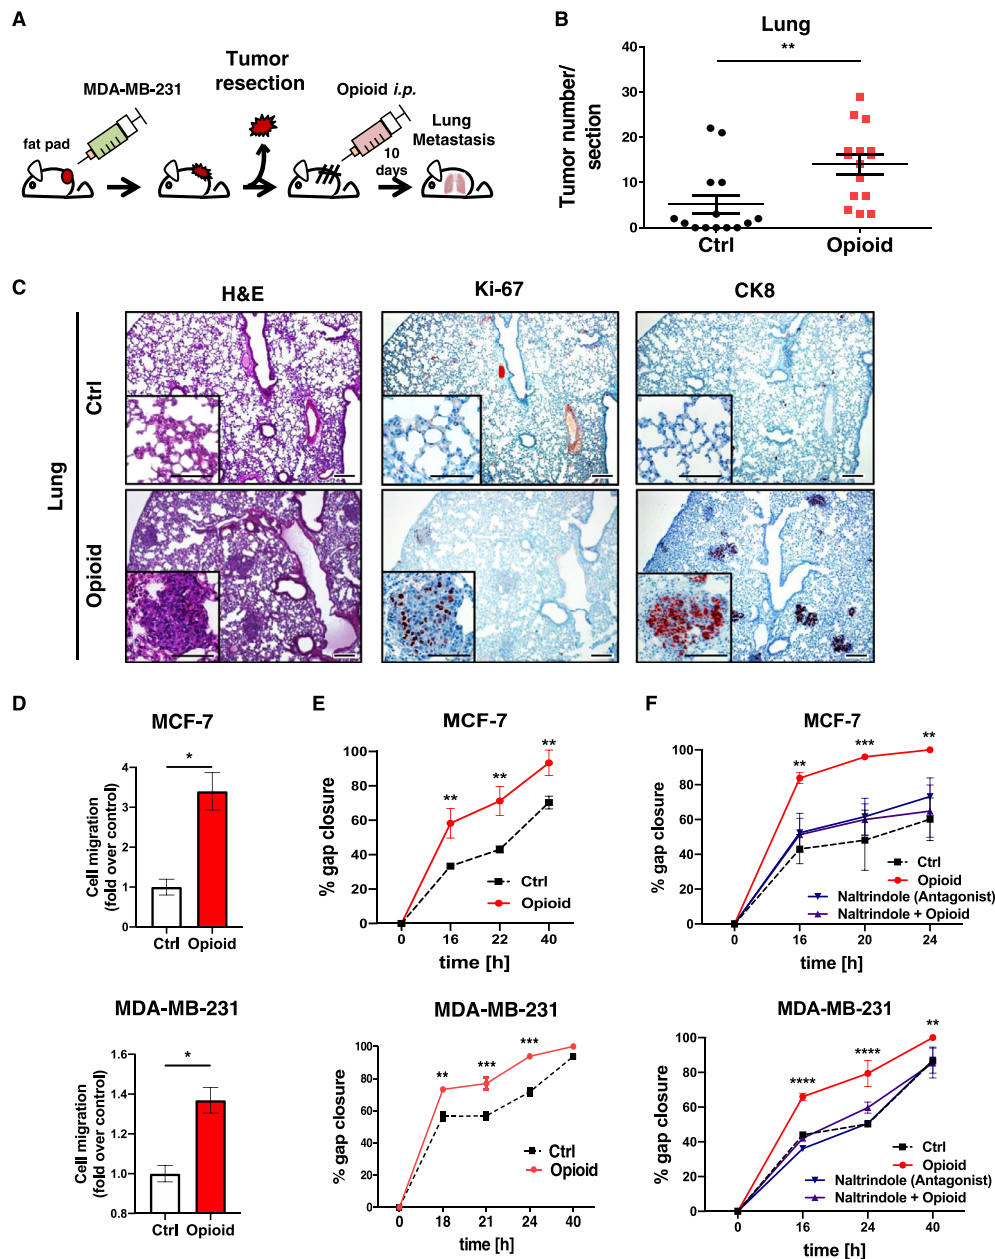 A
MDA-MB-231
Tumor
resection
Opioid i.p.
Lung
Metastasis
fat pad
10
days
B
Lung
**
Tumor number/
section
40
30
20
10
0
Ctrl
Opioid
C
H&E
Ki-67
CK8
Lung
Ctrl
Opioid
D
MCF-7
*
Cell migration
(fold over control)
4
3
2
1
0
Ctrl
Opioid
MDA-MB-231
*
Cell migration
(fold over control)
1.6
1.4
1.2
1.0
0.8
Ctrl
Opioid
E
MCF-7
% gap closure
100
80
60
40
20
0
** ** **
Ctrl
Opioid
0 16 22 40
time [h]
MDA-MB-231
% gap closure
100
80
60
40
20
0
** *** ***
Ctrl
Opioid
0 18 21 24 40
time [h]
F
MCF-7
% gap closure
100
80
60
40
20
0
** *** **
Ctrl
Opioid
Naltrindole (Antagonist)
Naltrindole + Opioid
0 16 20 24
time [h]
MDA-MB-231
% gap closure
100
80
60
40
20
0
**** **** **
Ctrl
Opioid
Naltrindole (Antagonist)
Naltrindole + Opioid
0 16 24 40
time [h]